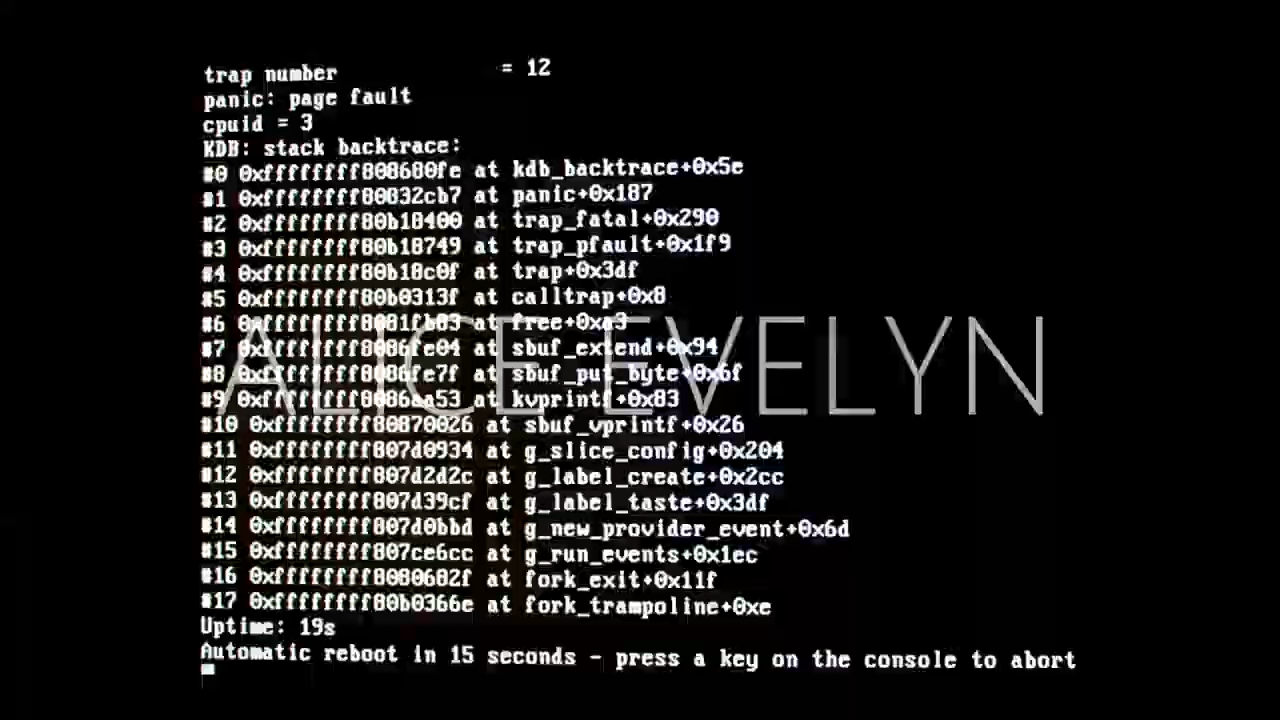 trap number = 12
panic: page fault
cpuid = 3
KDB: stack backtrace:
#0 0xffffffff808680fe at kdb_backtrace+0x5e
#1 0xffffffff80832cb7 at panic+0x187
#2 0xffffffff80b18400 at trap_fatal+0x290
#3 0xffffffff80b18749 at trap_pfault+0x1f9
#4 0xffffffff80b18c0f at trap+0x3df
#5 0xffffffff80b0313f at calltrap+0x8
#6 0xffffffff8081fb83 at free+0xa3
#7 0xffffffff8086fe04 at sbuf_extend+0x94
#8 0xffffffff8086fe7f at sbuf_put_byte+0x6f
ALICE EVELYN
#9 0xffffffff8086aa53 at kvprintf+0x83
#10 0xffffffff80870026 at sbuf_vprintf+0x26
#11 0xffffffff807d0934 at g_slice_config+0x204
#12 0xffffffff807d2d2c at g_label_create+0x2cc
#13 0xffffffff807d39cf at g_label_taste+0x3df
#14 0xffffffff807d0bbd at g_new_provider_event+0x6d
#15 0xffffffff807ce6cc at g_run_events+0x1ec
#16 0xffffffff8080682f at fork_exit+0x11f
#17 0xffffffff80b0366e at fork_trampoline+0xe
Uptime: 19s
Automatic reboot in 15 seconds - press a key on the console to abort